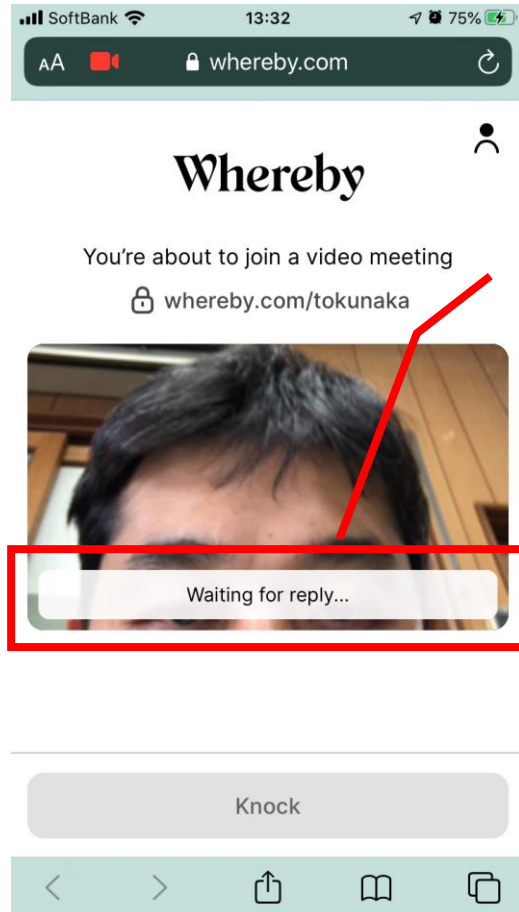 SoftBank 13:32 75%
AA whereby.com
Whereby
You're about to join a video meeting
whereby.com/tokunaka
Waiting for reply...
Knock